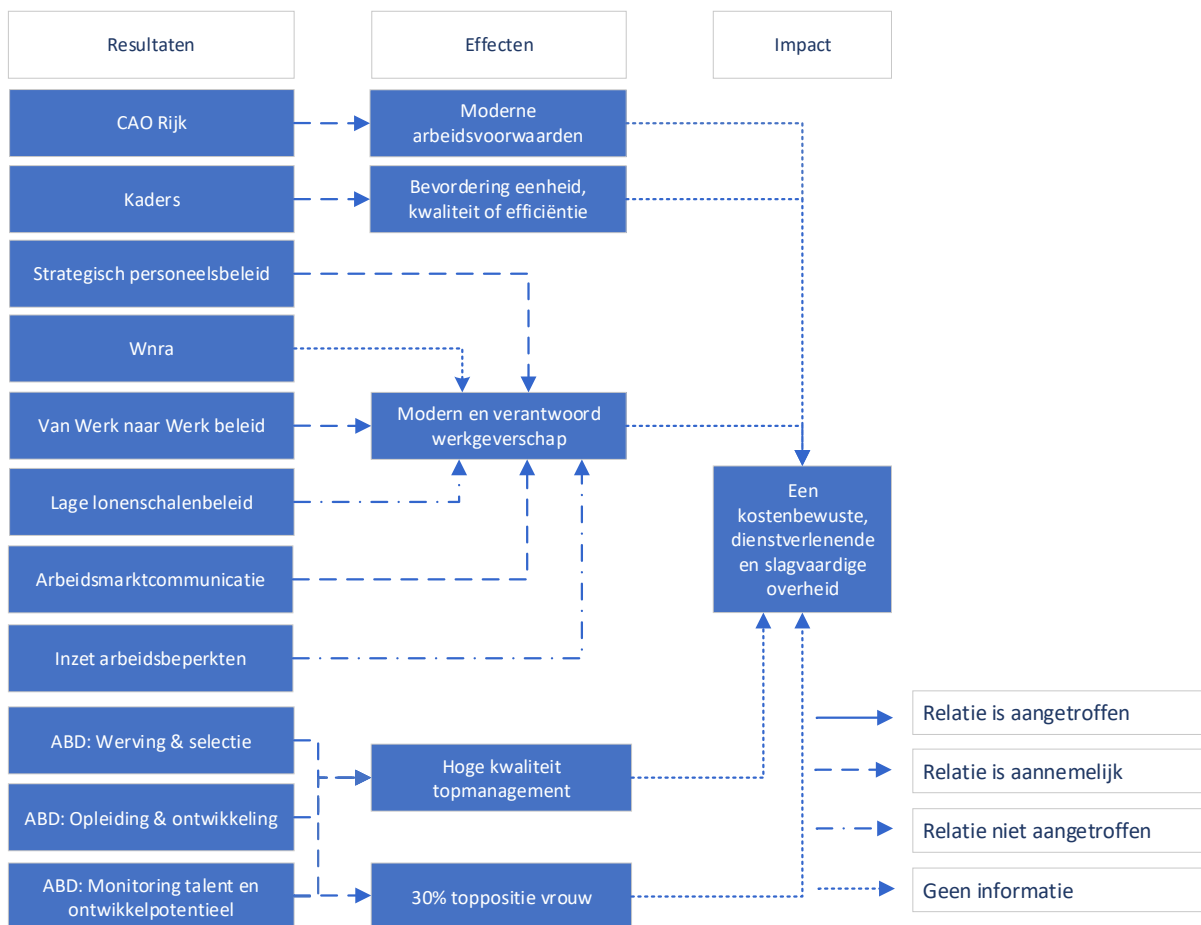 Resultaten
Effecten
Impact
CAO Rijk
Moderne
arbeidsvoorwaarden
Kaders
Bevordering eenheid,
kwaliteit of efficiëntie
Strategisch personeelsbeleid
Wnra
Van Werk naar Werk beleid
Modern en verantwoord
werkgeverschap
Lage lonenschalenbeleid
Een
kostenbewuste,
dienstverlenende
en slagvaardige
overheid
Arbeidsmarktcommunicatie
Inzet arbeidsbeperkten
ABD: Werving & selectie
ABD: Opleiding & ontwikkeling
Hoge kwaliteit
topmanagement
ABD: Monitoring talent en
ontwikkelpotentieel
30% toppositie vrouw
Relatie is aangetroffen
Relatie is aannemelijk
Relatie niet aangetroffen
Geen informatie